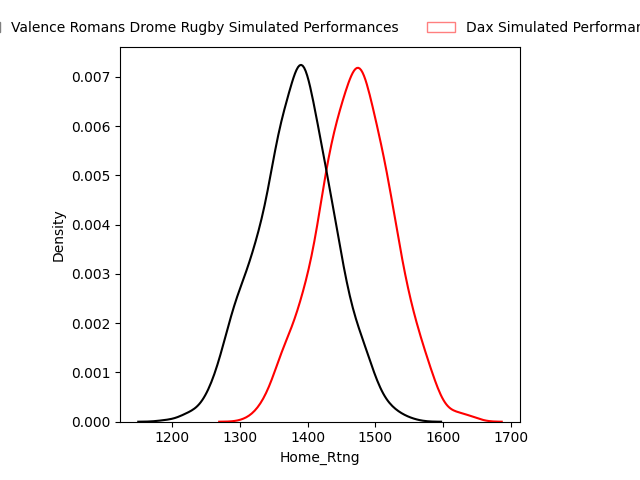 Valence Romans Drome Rugby Simulated Performances
Dax Simulated
0.007
0.006
0.005
0.004
0.003
0.002
0.001
0.000
Density
1200 1300 1400 1500 1600 1700
Home_Rtng